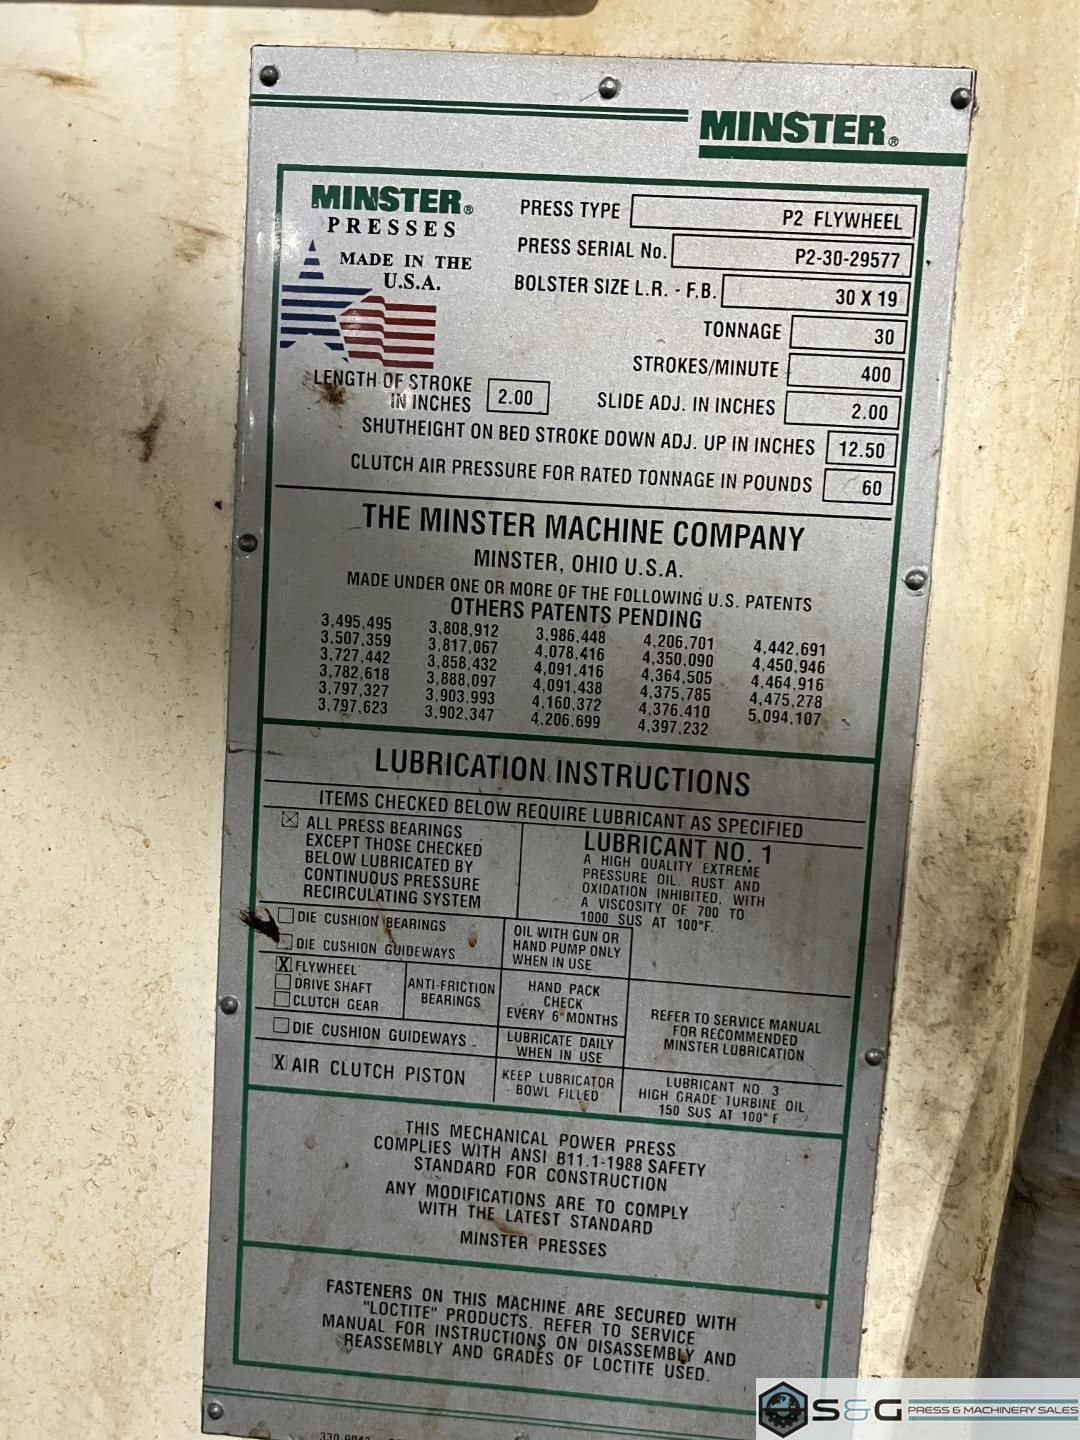 MINSTER®
MINSTER®
PRESSES
MADE IN THE
U.S.A.
PRESS TYPE P2 FLYWHEEL
PRESS SERIAL No. P2-30-29577
BOLSTER SIZE L.R. - F.B. 30 X 19
TONNAGE 30
STROKES/MINUTE 400
LENGTH OF STROKE
IN INCHES 2.00
SLIDE ADJ. IN INCHES 2.00
SHUTHEIGHT ON BED STROKE DOWN ADJ. UP IN INCHES 12.50
CLUTCH AIR PRESSURE FOR RATED TONNAGE IN POUNDS 60
THE MINSTER MACHINE COMPANY
MINSTER, OHIO U.S.A.
MADE UNDER ONE OR MORE OF THE FOLLOWING U.S. PATENTS
OTHERS PATENTS PENDING
3,495,495 3,808,912 3,986,448 4,206,701 4,442,691
3,507,359 3,817,067 4,078,416 4,350,090 4,450,946
3,727,442 3,858,432 4,091,416 4,364,505 4,464,916
3,782,618 3,888,097 4,091,438 4,375,785 4,475,278
3,797,327 3,903,993 4,160,372 4,376,410 5,094,107
3,797,623 3,902,347 4,206,699 4,397,232
LUBRICATION INSTRUCTIONS
ITEMS CHECKED BELOW REQUIRE LUBRICANT AS SPECIFIED
☒ ALL PRESS BEARINGS
EXCEPT THOSE CHECKED
BELOW LUBRICATED BY
CONTINUOUS PRESSURE
RECIRCULATING SYSTEM
LUBRICANT NO. 1
A HIGH QUALITY EXTREME
PRESSURE OIL. RUST AND
OXIDATION INHIBITED, WITH
A VISCOSITY OF 700 TO
1000 SUS AT 100°F.
☐ DIE CUSHION BEARINGS
☐ DIE CUSHION GUIDEWAYS
OIL WITH GUN OR
HAND PUMP ONLY
WHEN IN USE
☒ FLYWHEEL
☐ DRIVE SHAFT
☐ CLUTCH GEAR
ANTI-FRICTION
BEARINGS
HAND PACK
CHECK
EVERY 6 MONTHS
REFER TO SERVICE MANUAL
FOR RECOMMENDED
MINSTER LUBRICATION
☐ DIE CUSHION GUIDEWAYS
LUBRICATE DAILY
WHEN IN USE
☒ AIR CLUTCH PISTON
KEEP LUBRICATOR
BOWL FILLED
LUBRICANT NO. 3
HIGH GRADE TURBINE OIL
150 SUS AT 100° F
THIS MECHANICAL POWER PRESS
COMPLIES WITH ANSI B11.1-1988 SAFETY
STANDARD FOR CONSTRUCTION
ANY MODIFICATIONS ARE TO COMPLY
WITH THE LATEST STANDARD
MINSTER PRESSES
FASTENERS ON THIS MACHINE ARE SECURED WITH
"LOCTITE" PRODUCTS. REFER TO SERVICE
MANUAL FOR INSTRUCTIONS ON DISASSEMBLY AND
REASSEMBLY AND GRADES OF LOCTITE USED.
S&G PRESS & MACHINERY SALES